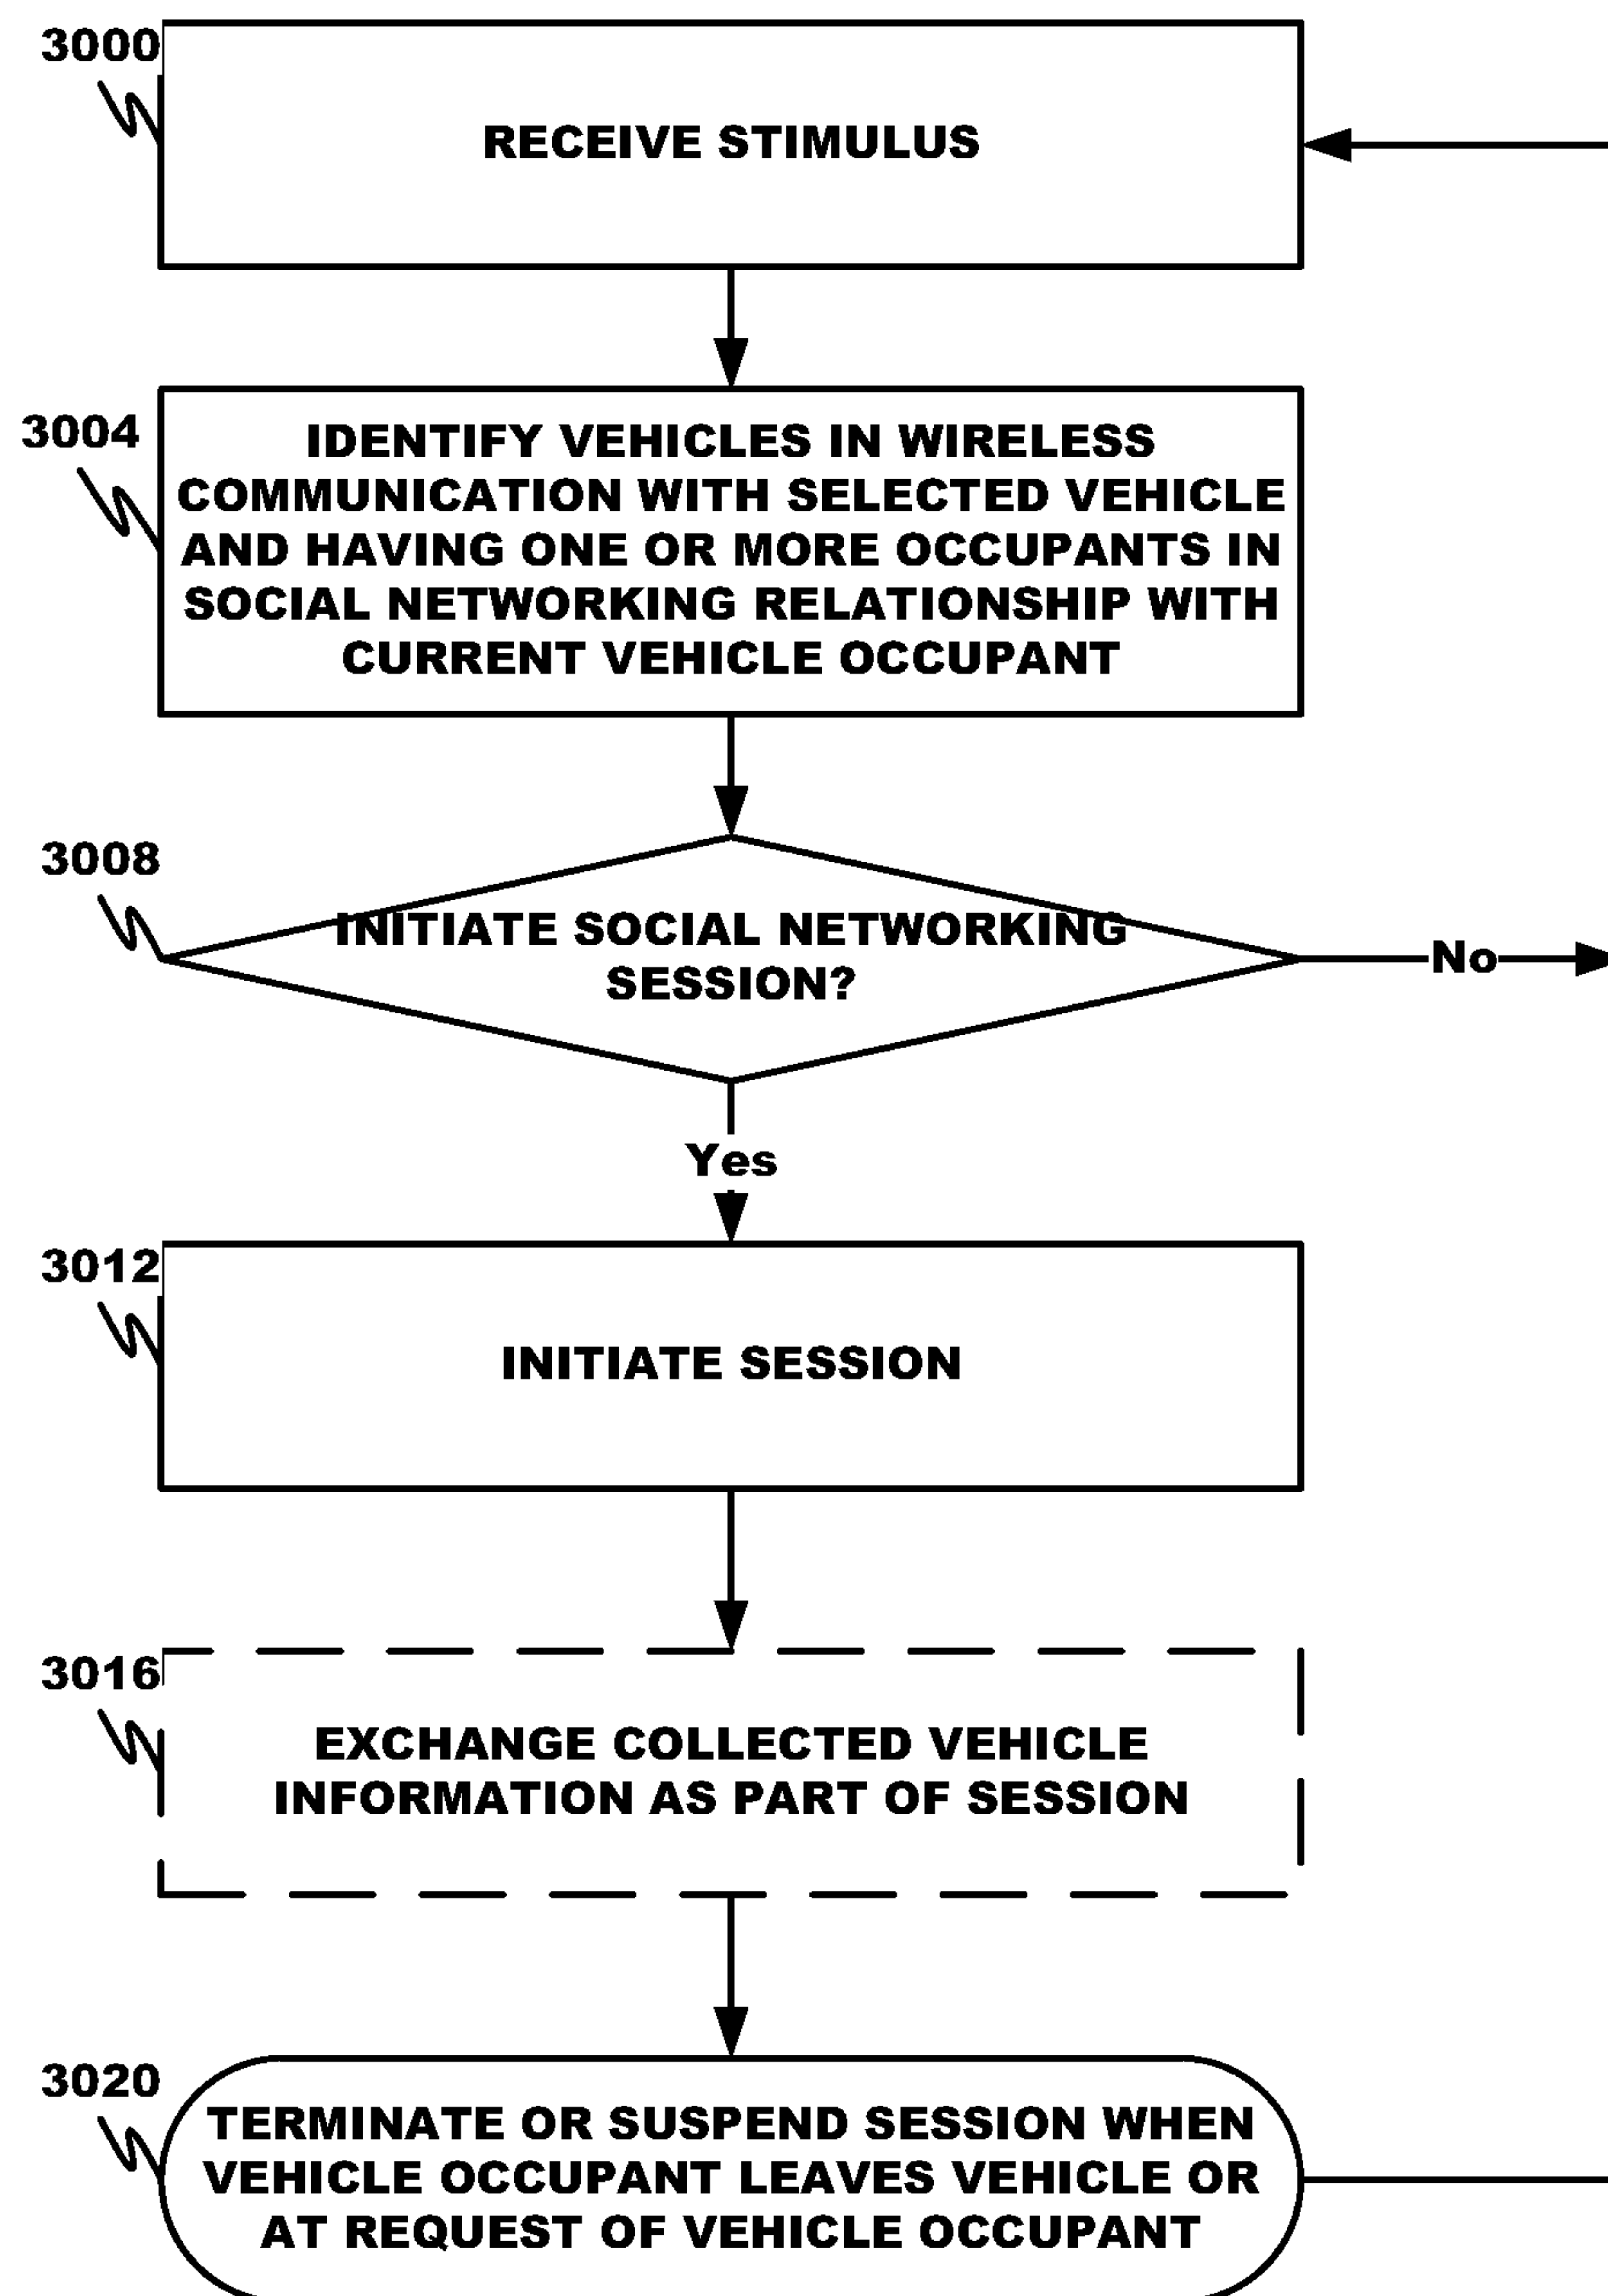 3000
RECEIVE STIMULUS
3004
IDENTIFY VEHICLES IN WIRELESS
COMMUNICATION WITH SELECTED VEHICLE
AND HAVING ONE OR MORE OCCUPANTS IN
SOCIAL NETWORKING RELATIONSHIP WITH
CURRENT VEHICLE OCCUPANT
3008
INITIATE SOCIAL NETWORKING
SESSION?
No
Yes
3012
INITIATE SESSION
3016
EXCHANGE COLLECTED VEHICLE
INFORMATION AS PART OF SESSION
3020
TERMINATE OR SUSPEND SESSION WHEN
VEHICLE OCCUPANT LEAVES VEHICLE OR
AT REQUEST OF VEHICLE OCCUPANT